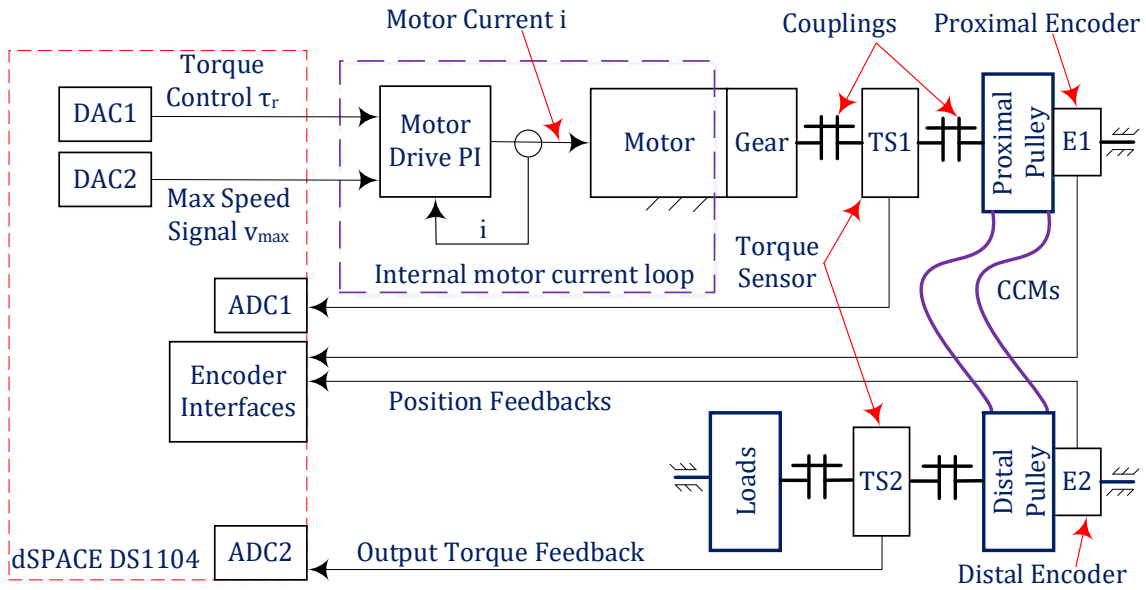 Motor Current i
Couplings
Proximal Encoder
Torque
Control τr
DAC1
DAC2
Max Speed
Signal vmax
Motor
Drive PI
i
Internal motor current loop
Motor
Gear
TS1
Proximal
Pulley
E1
Torque
Sensor
CCMs
ADC1
Encoder
Interfaces
Position Feedbacks
Loads
TS2
Distal
Pulley
E2
ADC2
dSPACE DS1104
Output Torque Feedback
Distal Encoder